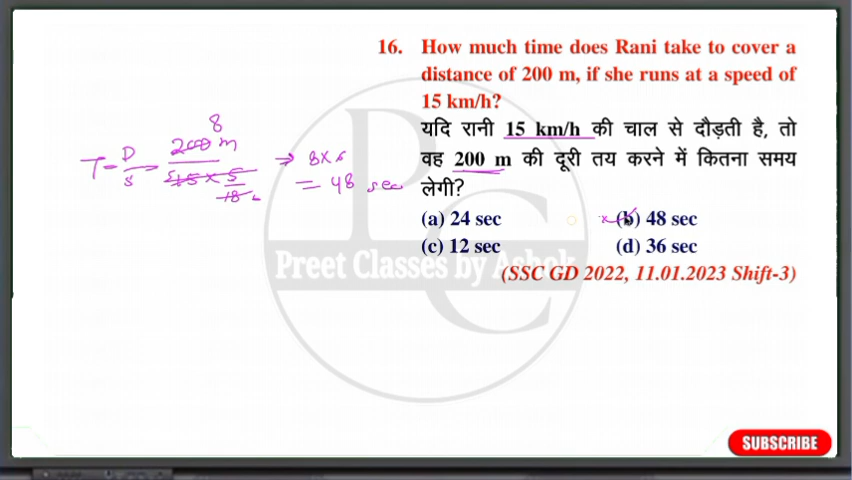 16. How much time does Rani take to cover a
distance of 200 m, if she runs at a speed of
15 km/h?
यदि रानी 15 km/h की चाल से दौड़ती है, तो
वह 200 m की दूरी तय करने में कितना समय
लेगी?
(a) 24 sec (b) 48 sec
(c) 12 sec (d) 36 sec
(SSC GD 2022, 11.01.2023 Shift-3)
8
T = D/s = 200 m / 15 × 5/18
⇒ 8 × 6
= 48 sec
Preet Classes by Ashok
SUBSCRIBE